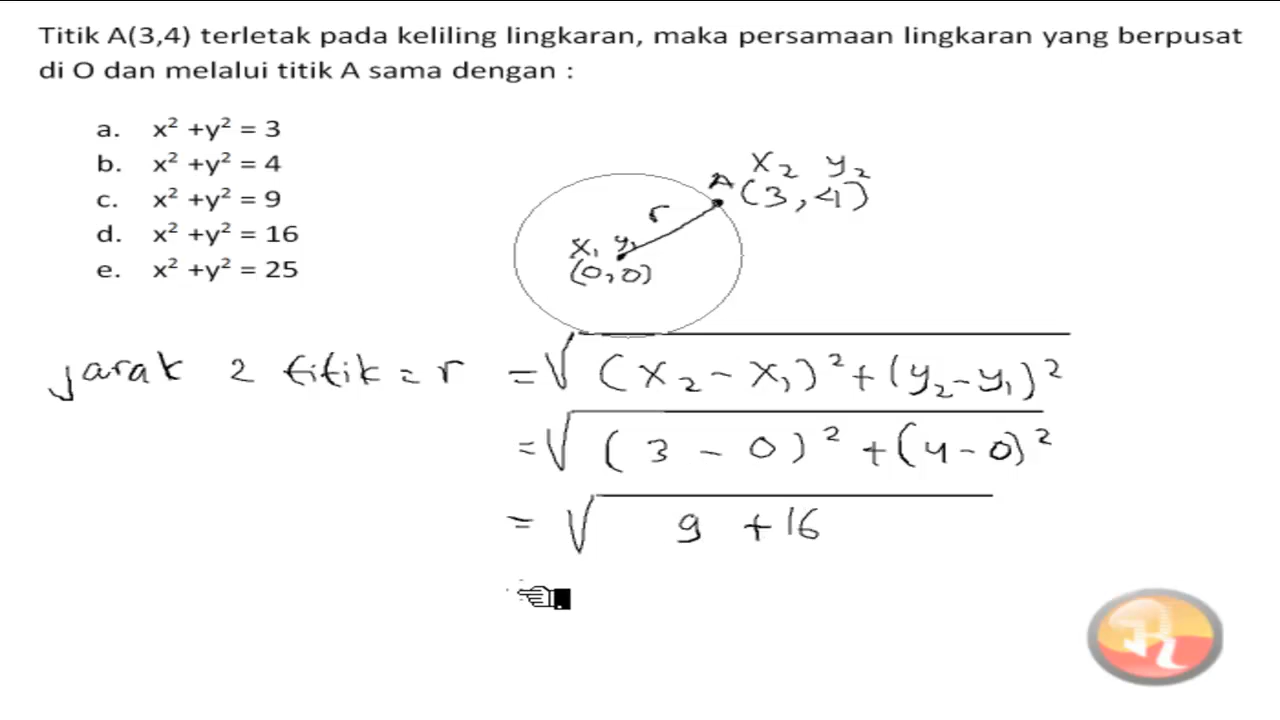 Titik A(3,4) terletak pada keliling lingkaran, maka persamaan lingkaran yang berpusat
di O dan melalui titik A sama dengan :
a. x² +y² = 3
b. x² +y² = 4
c. x² +y² = 9
d. x² +y² = 16
e. x² +y² = 25
x₂ y₂
A (3,4)
r
x₁ y₁
(0,0)
Jarak 2 titik = r = √(x₂ - x₁)² + (y₂ - y₁)²
= √(3 - 0)² + (4 - 0)²
= √9 + 16